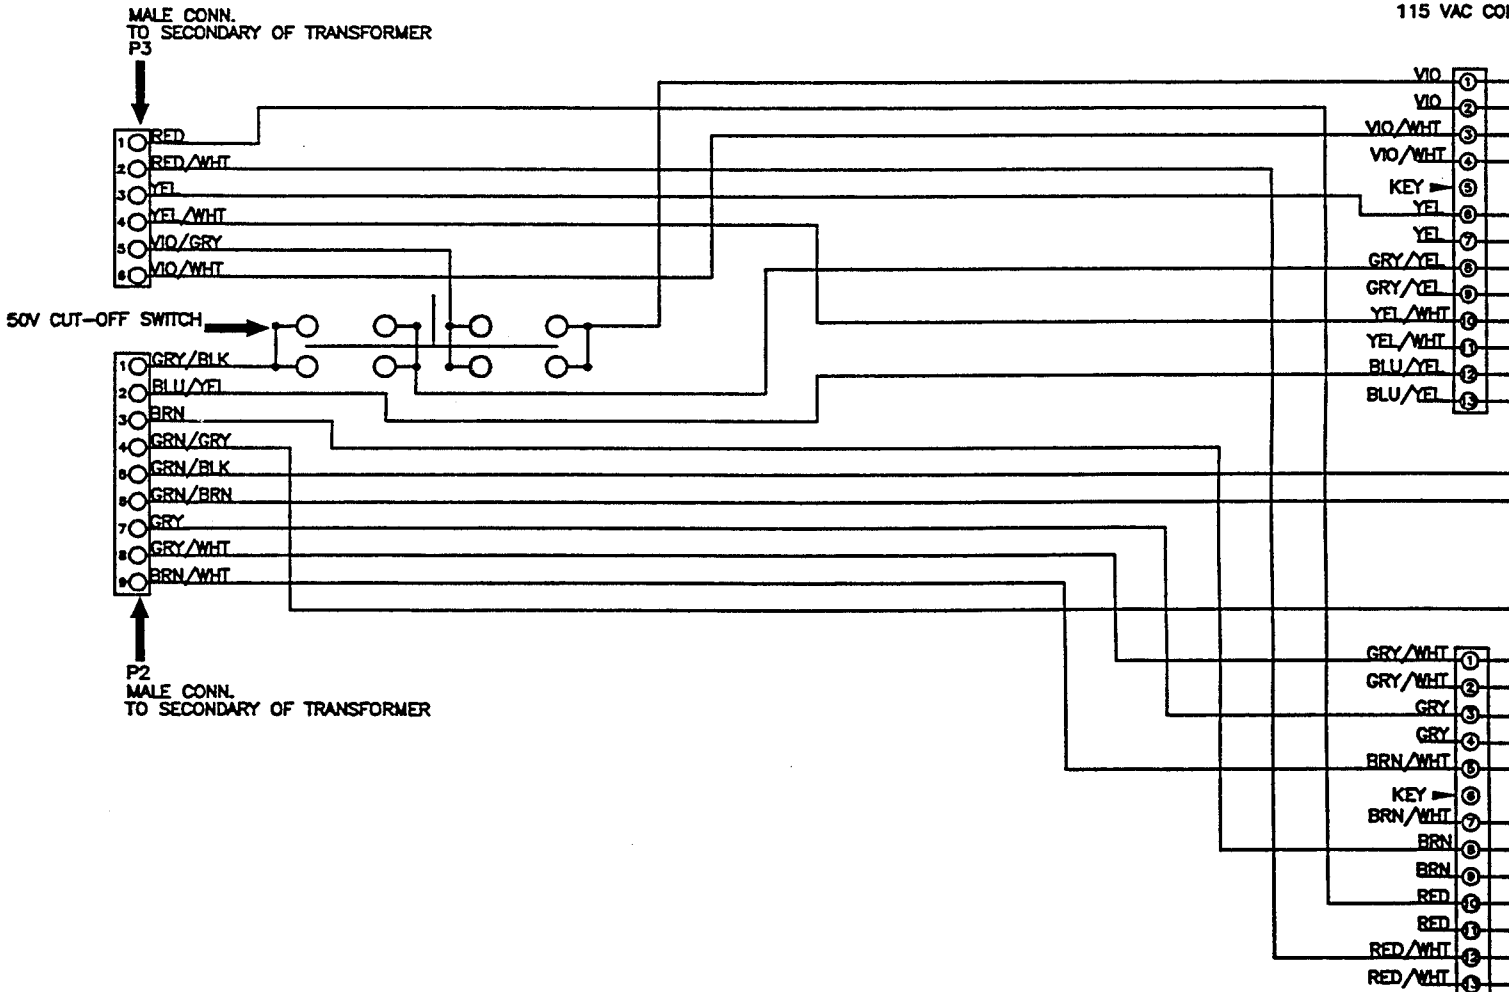 MALE CONN.
TO SECONDARY OF TRANSFORMER
P3
115 VAC
1 RED
2 RED/WHT
3 YEL
4 YEL/WHT
5 VIO/GRY
6 VIO/WHT
50V CUT-OFF SWITCH
1 GRY/BLK
2 BLU/YEL
3 BRN
4 GRN/GRY
GRN/BLK
GRN/BRN
7 GRY
8 GRY/WHT
9 BRN/WHT
P2
MALE CONN.
TO SECONDARY OF TRANSFORMER
VIO 1
VIO 2
VIO/WHT 3
VIO/WHT 4
KEY 5
YEL 6
YEL 7
GRY/YEL 8
GRY/YEL 9
YEL/WHT 10
YEL/WHT 11
BLU/YEL 12
BLU/YEL 13
GRY/WHT 1
GRY/WHT 2
GRY 3
GRY 4
BRN/WHT 5
KEY 6
BRN/WHT 7
BRN 8
BRN 9
RED 10
RED 11
RED/WHT 12
RED/WHT 13